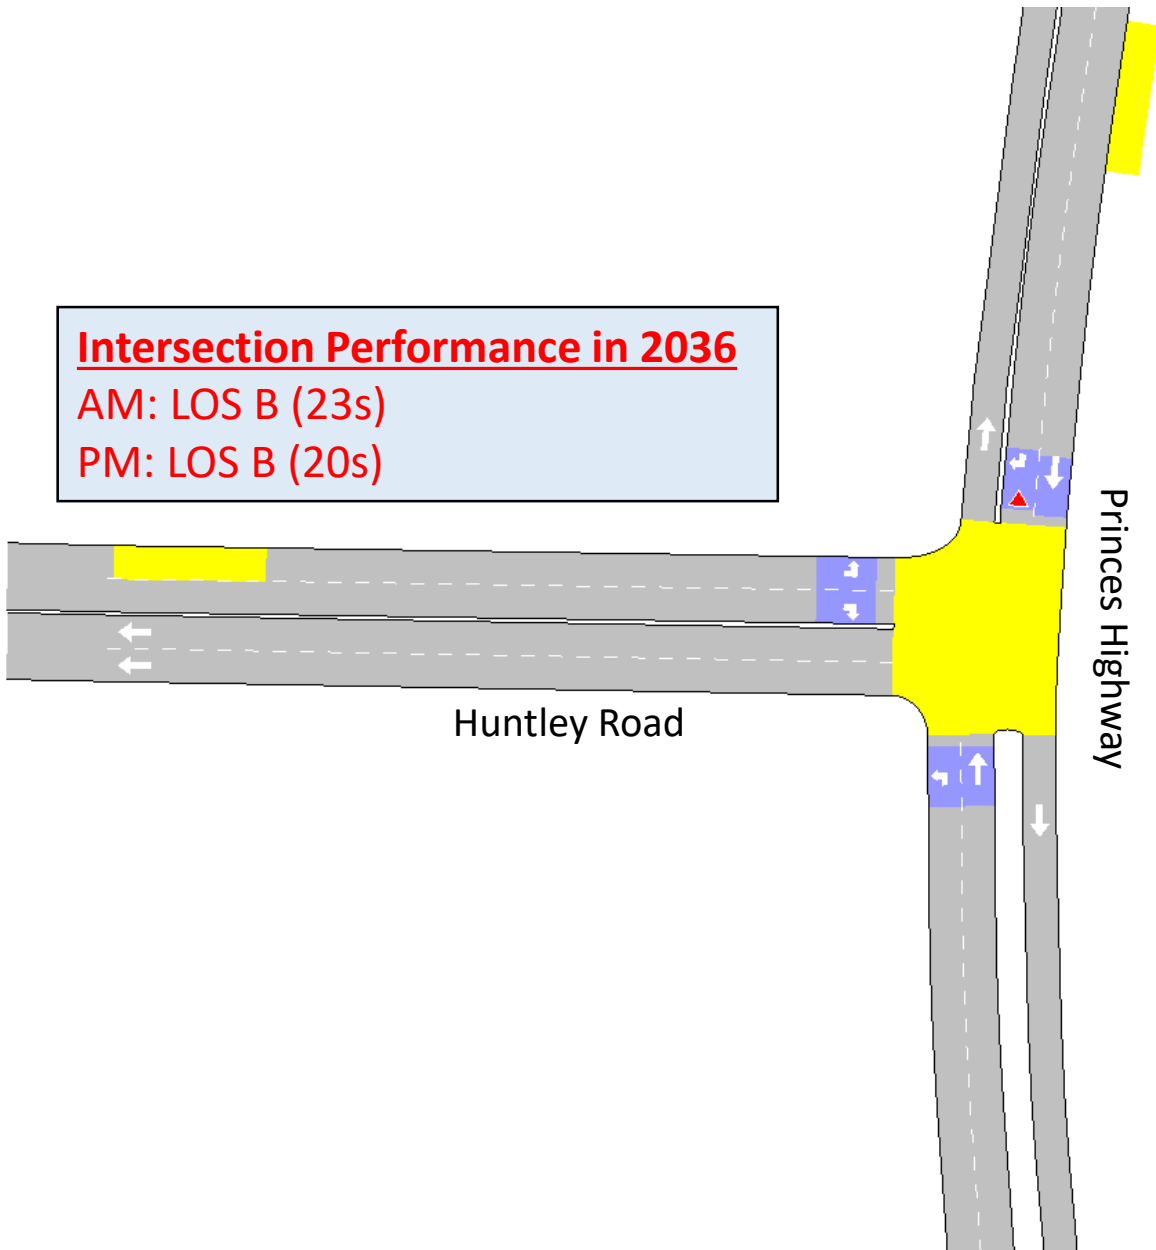 Intersection Performance in 2036
AM: LOS B (23s)
PM: LOS B (20s)
Princes Highway
Huntley Road